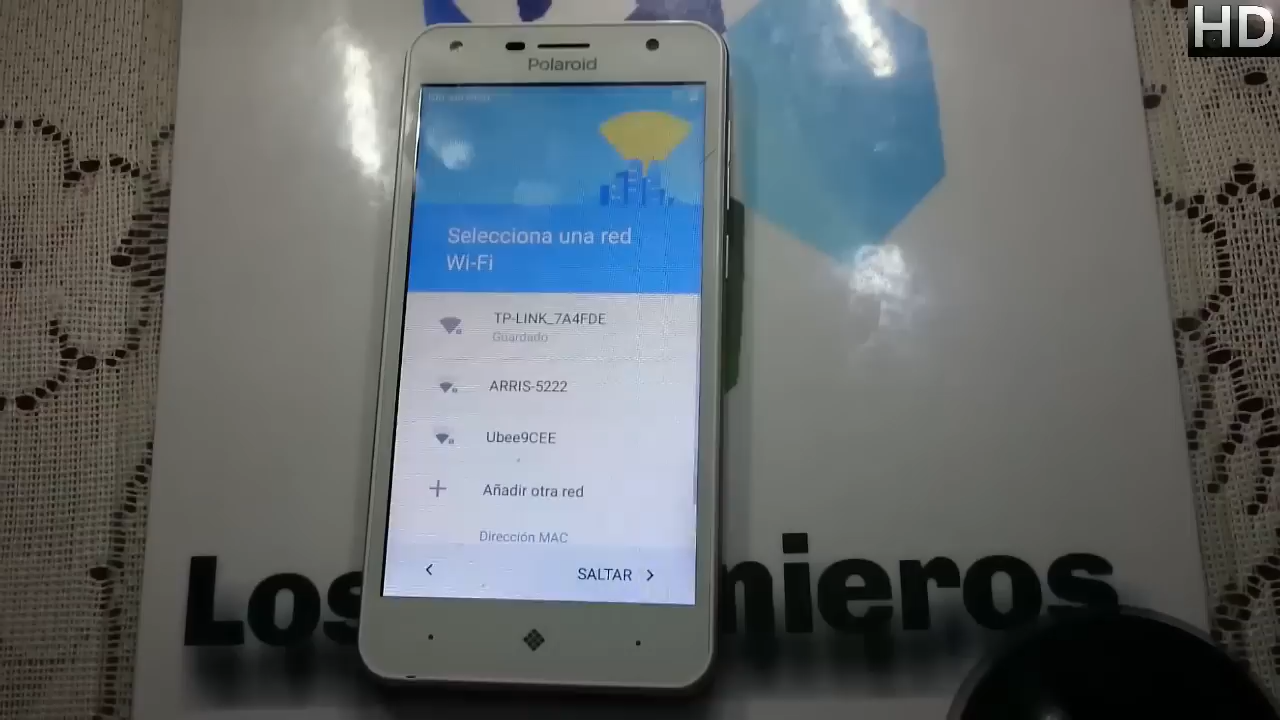 HD
Polaroid
Selecciona una red
Wi-Fi
TP-LINK_7A4FDE
Guardado
ARRIS-5222
Ubee9CEE
Añadir otra red
Dirección MAC
SALTAR
Los nieros